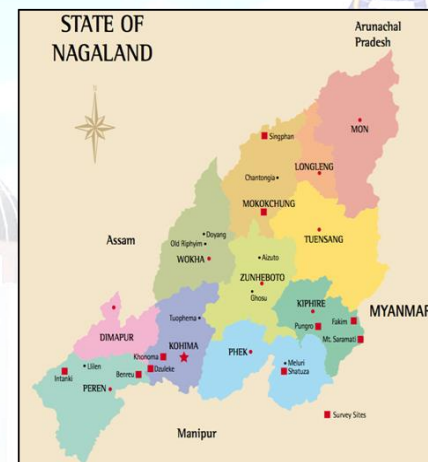 STATE OF
NAGALAND
Arunachal
Pradesh
MON
Singphan
LONGLENG
Chantongia
MOKOKCHUNG
TUENSANG
Assam
Doyang
Old Riphyim
WOKHA
Aizuto
ZUNHEBOTO
Ghosu
KIPHIRE
MYANMAR
Fakim
Pungro
Mt. Saramati
Tuophema
DIMAPUR
KOHIMA
Khonoma
Dzuleke
PHEK
Meluri
Shatuza
Lilen
Intanki
Benreu
PEREN
Survey Sites
Manipur